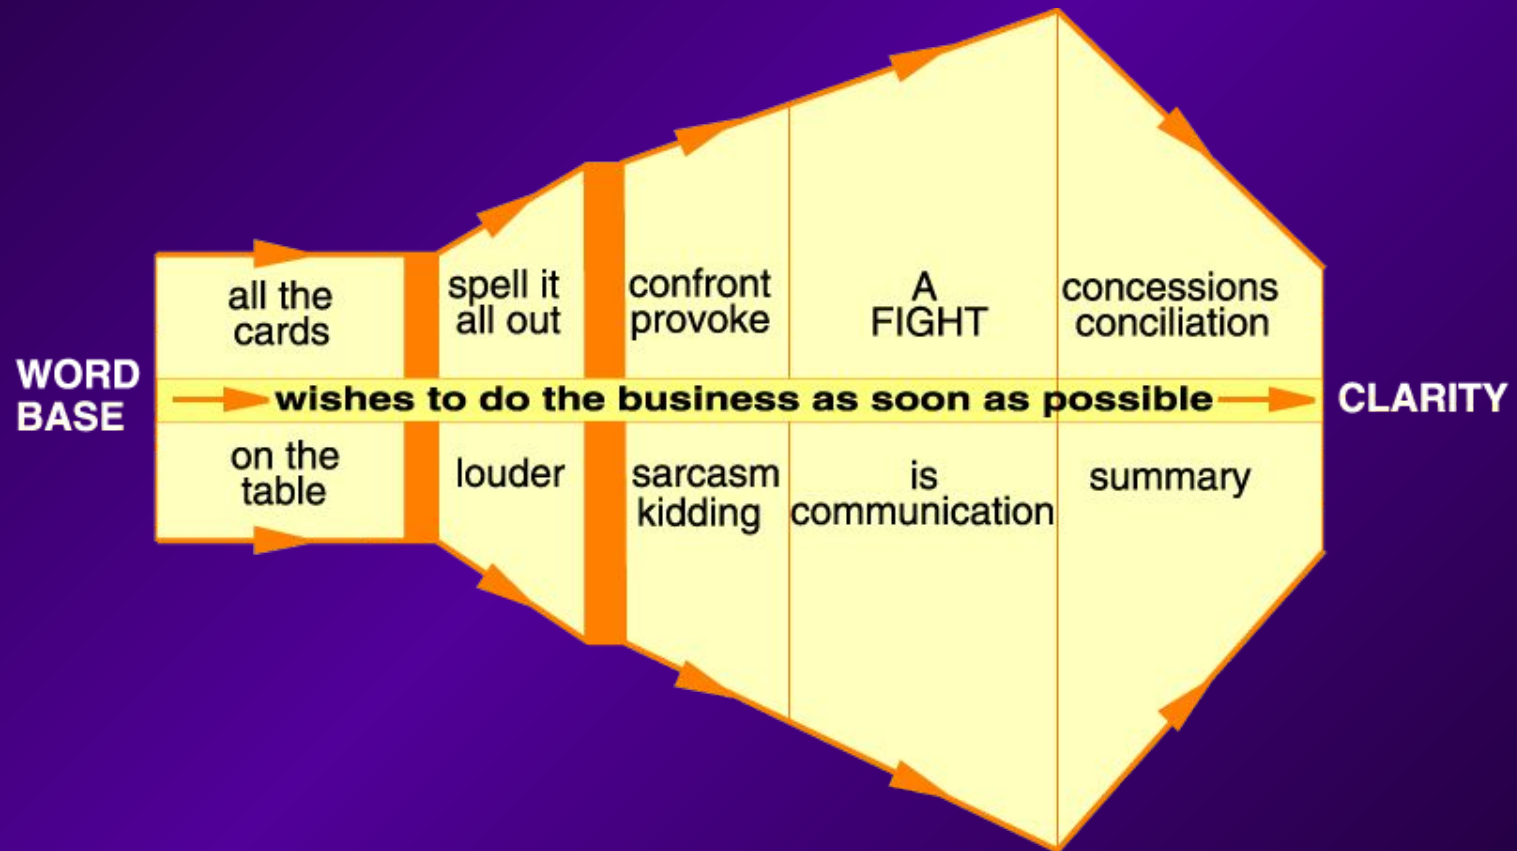 WORD
BASE
all the
cards
spell it
all out
confront
provoke
A
FIGHT
concessions
conciliation
wishes to do the business as soon as possible
CLARITY
on the
table
louder
sarcasm
kidding
is
communication
summary